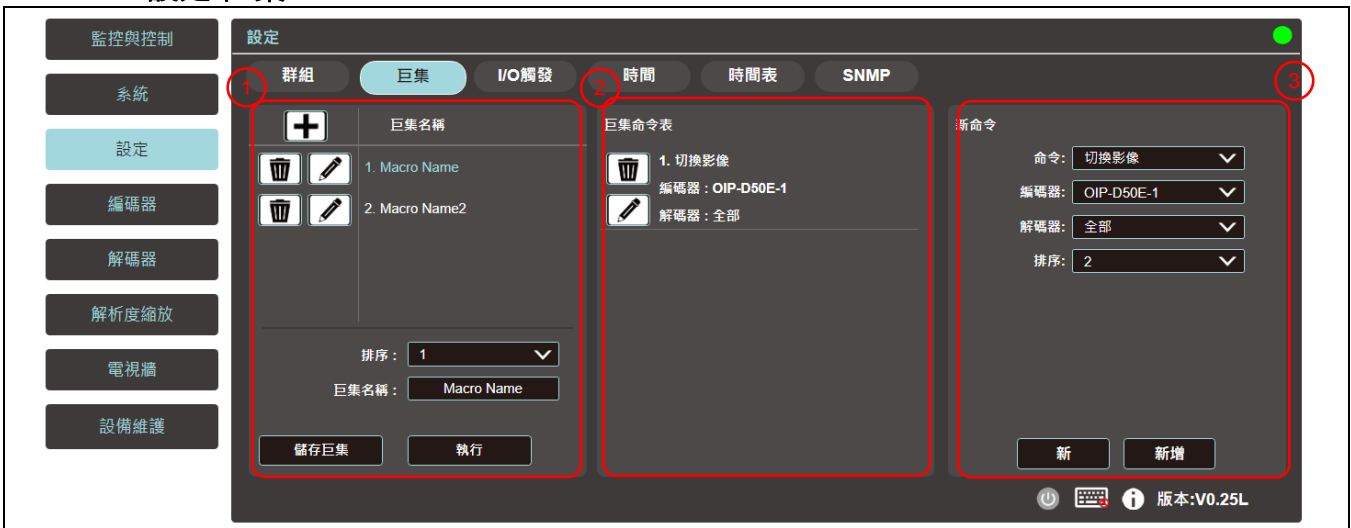 監控與控制
系統
設定
編碼器
解碼器
解析度縮放
電視牆
設備維護
設定
群組 巨集 I/O觸發 時間 時間表 SNMP
1
2
3
巨集名稱
1. Macro Name
2. Macro Name2
排序: 1
巨集名稱: Macro Name
儲存巨集 執行
巨集命令表
1. 切換影像
編碼器 : OIP-D50E-1
解碼器 : 全部
新命令
命令: 切換影像
編碼器: OIP-D50E-1
解碼器: 全部
排序: 2
新 新增
版本:V0.25L